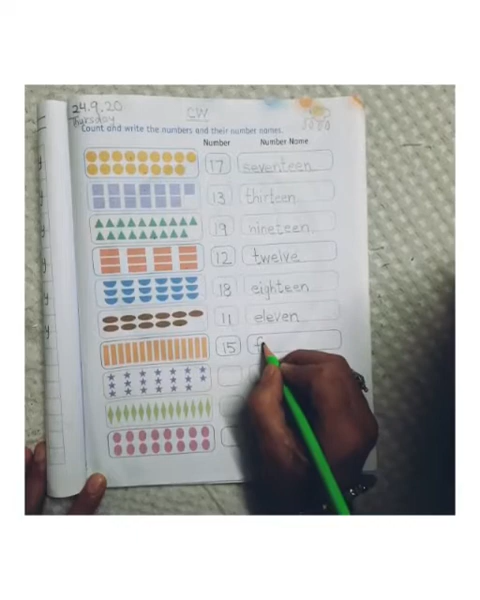 24.9.20
Thursday
CW
Count and write the numbers and their number names.
Number Number Name
17 seventeen
13 thirteen
19 nineteen
12 twelve
18 eighteen
11 eleven
15 f